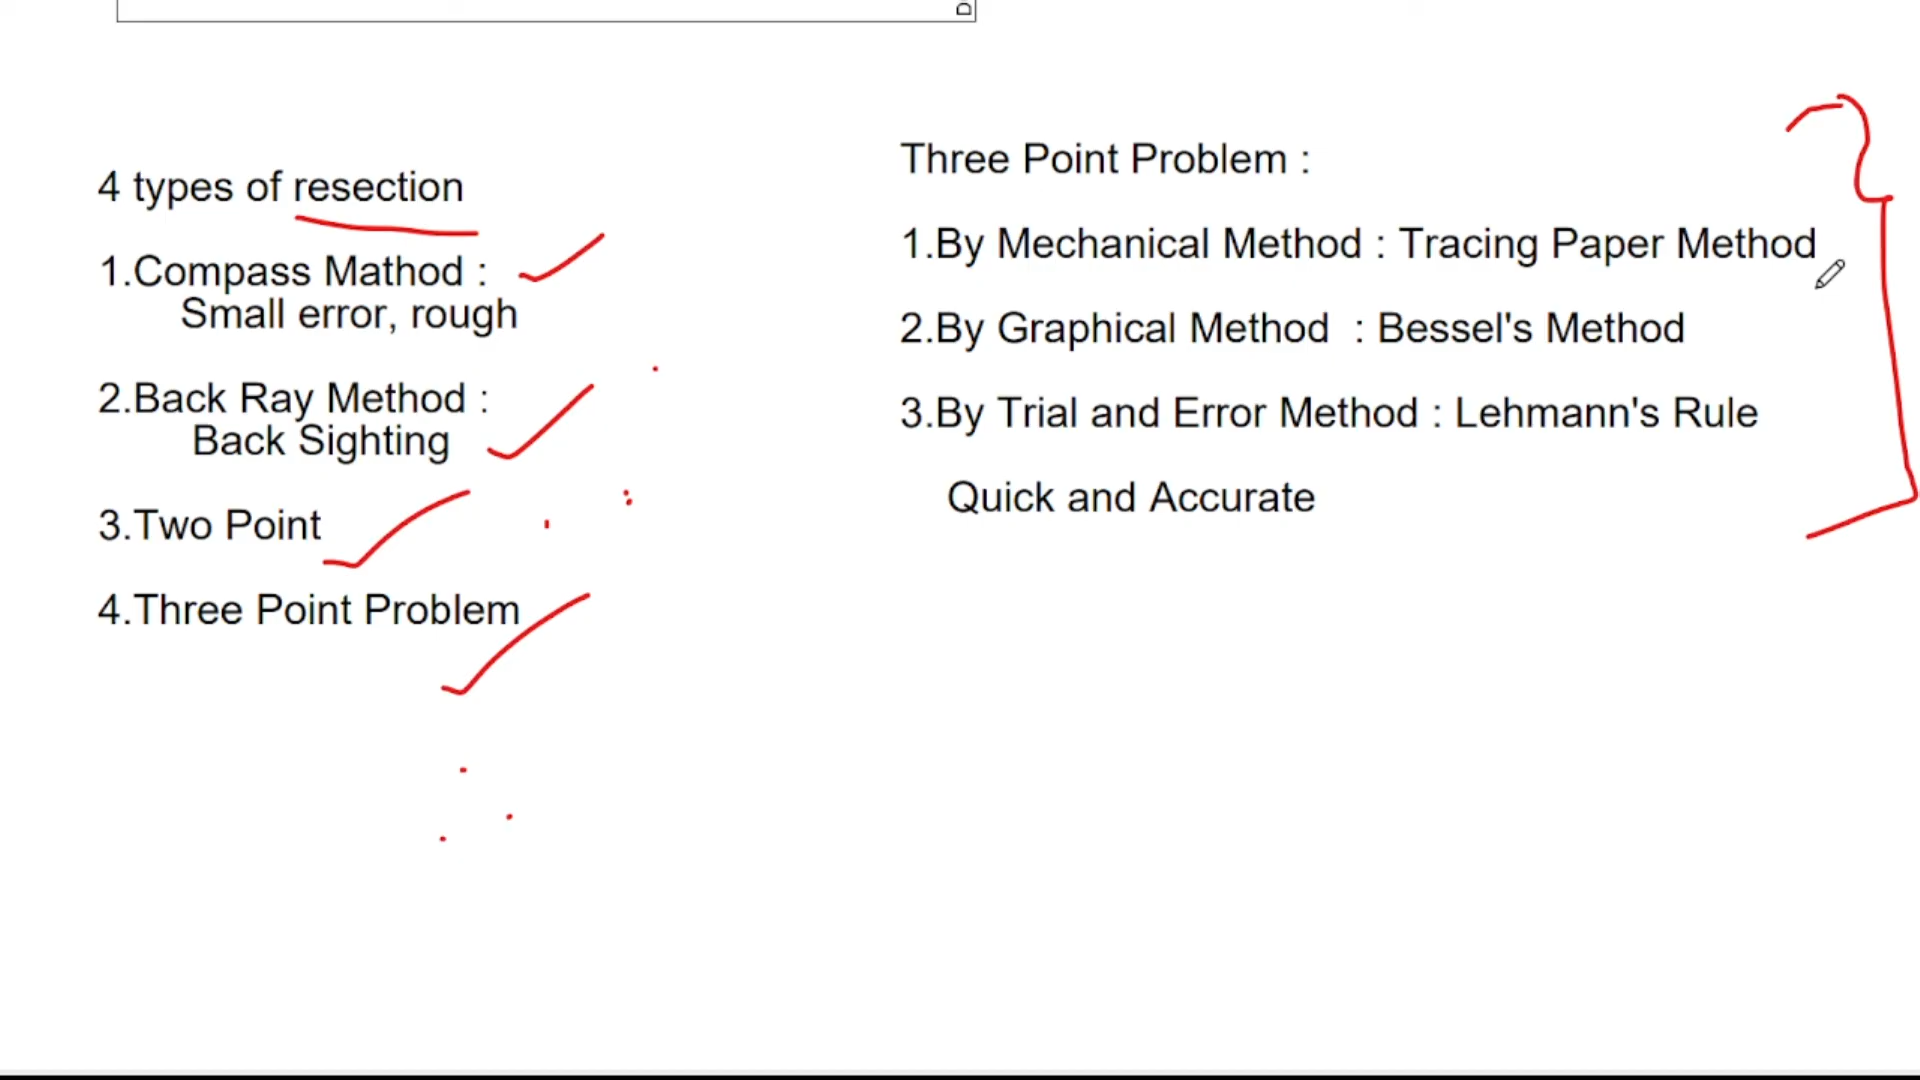 4 types of resection
1.Compass Mathod :
Small error, rough
2.Back Ray Method :
Back Sighting
3.Two Point
4.Three Point Problem
Three Point Problem :
1.By Mechanical Method : Tracing Paper Method
2.By Graphical Method : Bessel's Method
3.By Trial and Error Method : Lehmann's Rule
Quick and Accurate